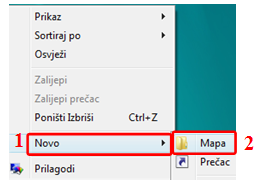 Prikaz
Sortiraj po
Osvježi
Zalijepi
Zalijepi prečac
Poništi Izbriši Ctrl+Z
1 Novo Mapa 2
Prilagodi Prečac